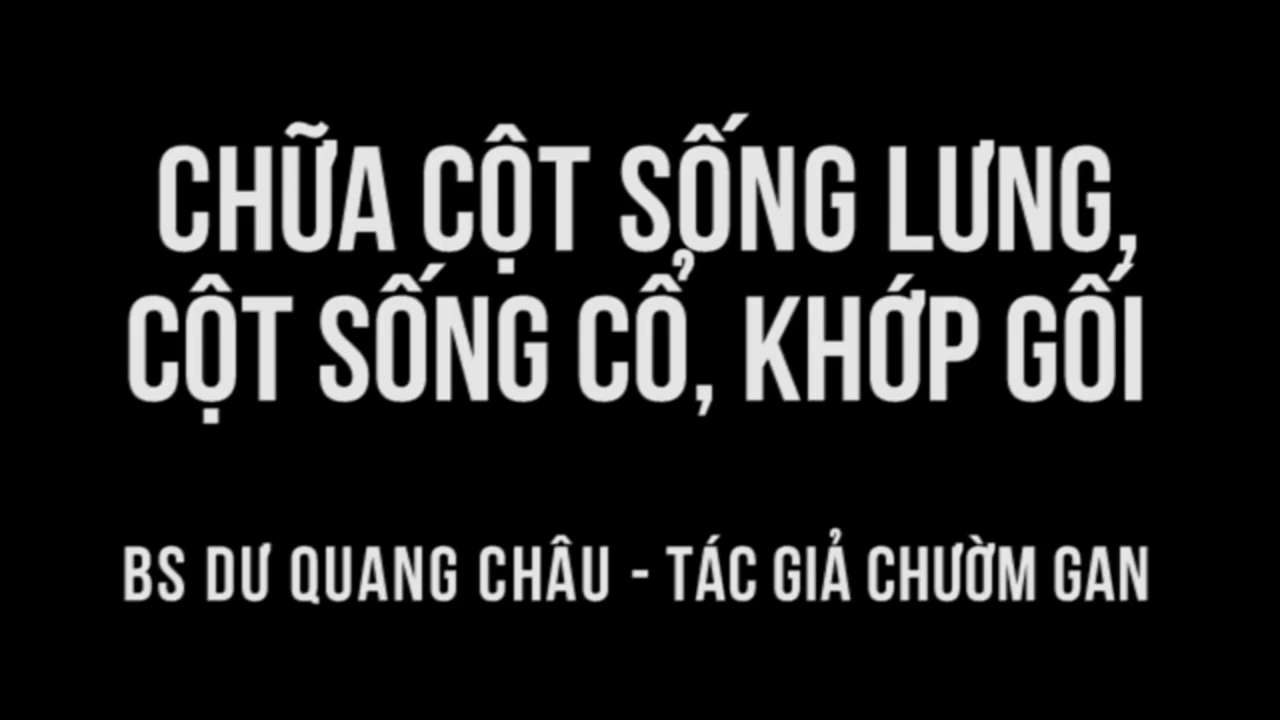 CHỮA CỘT SỐNG LƯNG,
CỘT SỐNG CỔ, KHỚP GỐI
BS DƯ QUANG CHÂU - TÁC GIẢ CHƯỜM GAN